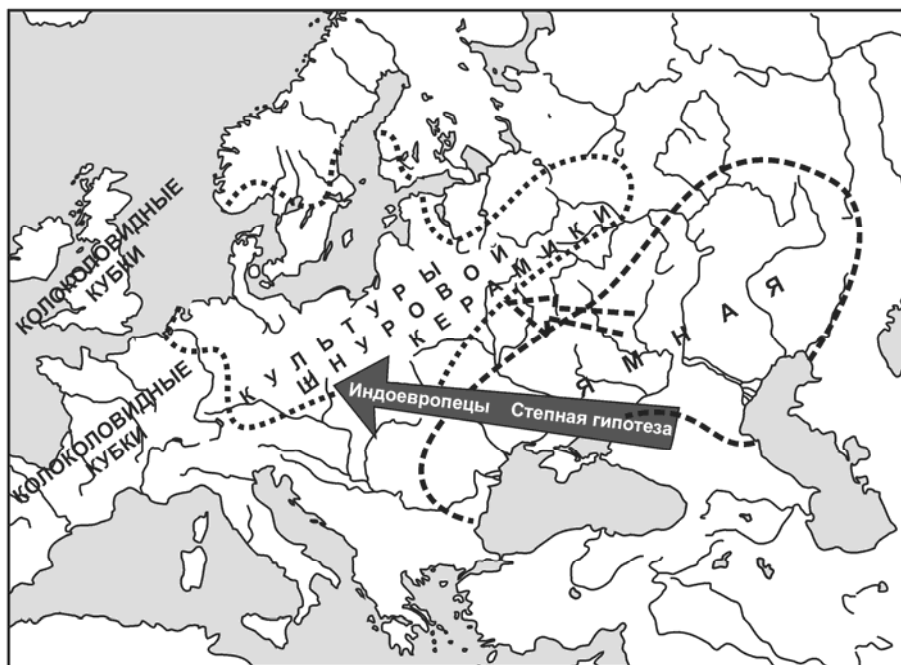 КОЛОКОЛОВИДНЫЕ
КУБКИ
КОЛОКОЛОВИДНЫЕ
КУБКИ
КУЛЬТУРЫ
ШНУРОВОЙ
КЕРАМИКИ
ЯМНАЯ
Индоевропецы Степная гипотеза